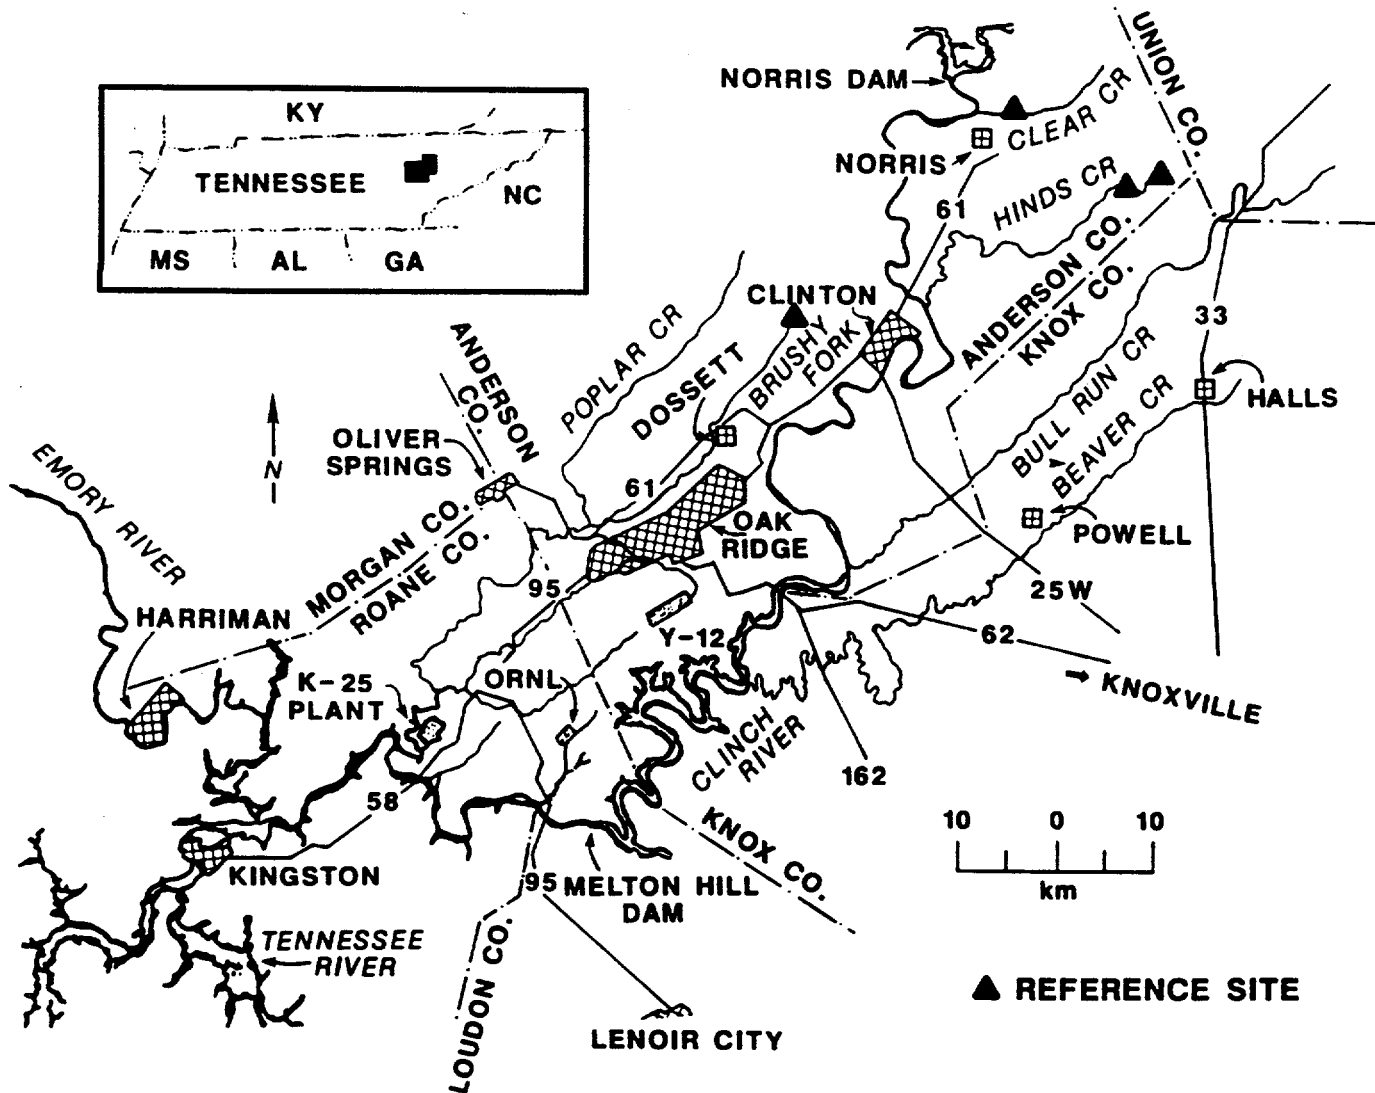 KY
TENNESSEE
NC
MS
AL
GA
NORRIS DAM
UNION CO.
CLEAR CR
NORRIS
HINDS CR
61
ANDERSON CO.
KNOX CO.
CLINTON
33
ANDERSON
CO.
POPLAR CR
DOSSETT
BRUSHY
FORK
BULL RUN CR
BEAVER CR
HALLS
N
OLIVER
SPRINGS
EMORY RIVER
61
OAK
RIDGE
POWELL
MORGAN CO.
ROANE CO.
95
25W
HARRIMAN
Y-12
62
K-25
PLANT
ORNL
KNOXVILLE
CLINCH
RIVER
162
58
KNOX CO.
10 0 10
km
KINGSTON
95
MELTON HILL
DAM
TENNESSEE
RIVER
LOUDON CO.
REFERENCE SITE
LENOIR CITY